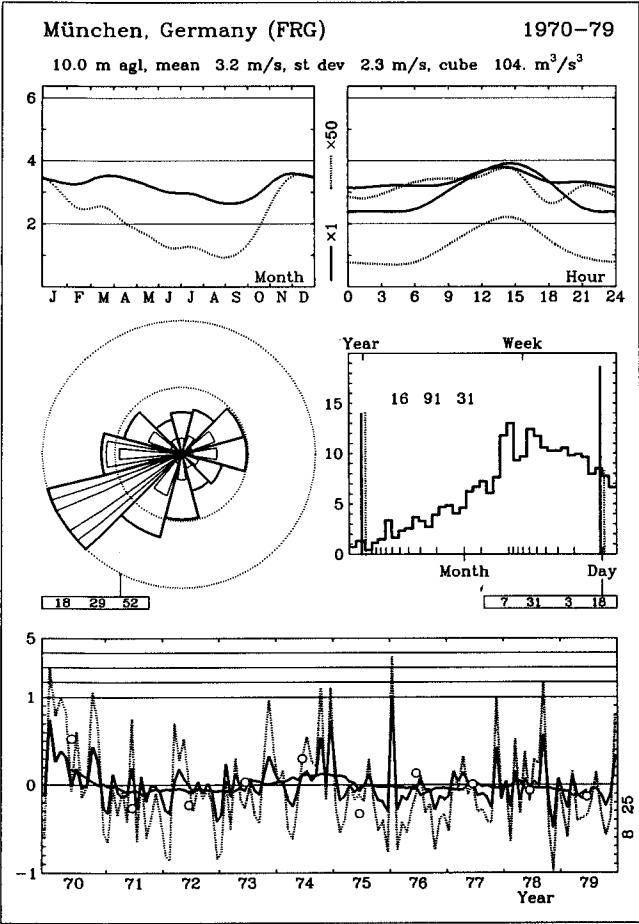 München, Germany (FRG) 1970-79
10.0 m agl, mean 3.2 m/s, st dev 2.3 m/s, cube 104. m³/s³
6
4
2
J F M A M J J A S O N D
Month
×1 ×50
0 3 6 9 12 15 18 21 24
Hour
18 29 52
Year Week
16 91 31
15
10
5
0
Month Day
7 31 3 18
5
1
0
-1
70 71 72 73 74 75 76 77 78 79
Year
8 25